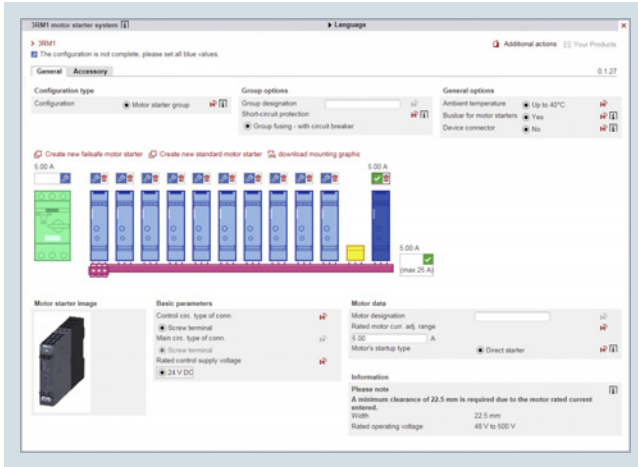 3RM1 motor starter system
Language
3RM1
The configuration is not complete, please set all blue values.
Additional actions
Your Products
General
Accessory
0.1.27
Configuration type
Configuration
Motor starter group
Group options
Group designation
Short-circuit protection
Group fusing - with circuit breaker
General options
Ambient temperature
Up to 40°C
Busbar for motor starters
Yes
Device connector
No
Create new failsafe motor starter
Create new standard motor starter
download mounting graphic
5.00 A
5.00 A
5.00 A
(max 25 A)
Motor starter image
Basic parameters
Control circ. type of conn.
Screw terminal
Main circ. type of conn.
Screw terminal
Rated control supply voltage
24 V DC
Motor data
Motor designation
Rated motor curr. adj. range
5.00 A
Motor's startup type
Direct starter
Information
Please note
A minimum clearance of 22.5 mm is required due to the motor rated current
entered.
Width 22.5 mm
Rated operating voltage 48 V to 500 V